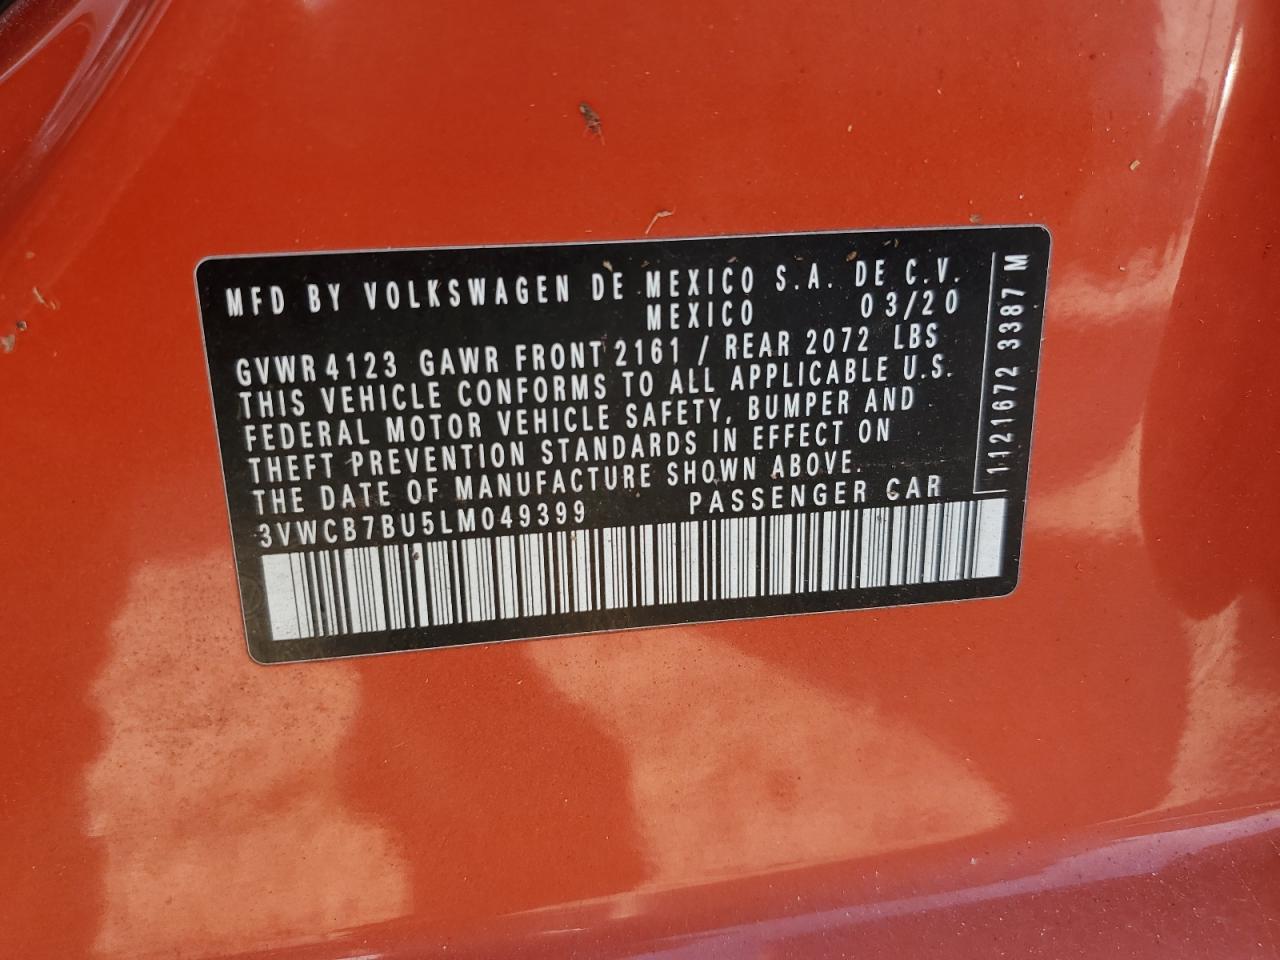 MFD BY VOLKSWAGEN DE MEXICO S.A. DE C.V.
MEXICO 03/20
GVWR 4123 GAWR FRONT 2161 / REAR 2072 LBS
THIS VEHICLE CONFORMS TO ALL APPLICABLE U.S.
FEDERAL MOTOR VEHICLE SAFETY, BUMPER AND
THEFT PREVENTION STANDARDS IN EFFECT ON
THE DATE OF MANUFACTURE SHOWN ABOVE.
3VWCB7BU5LM049399 PASSENGER CAR
1121672 3387 M